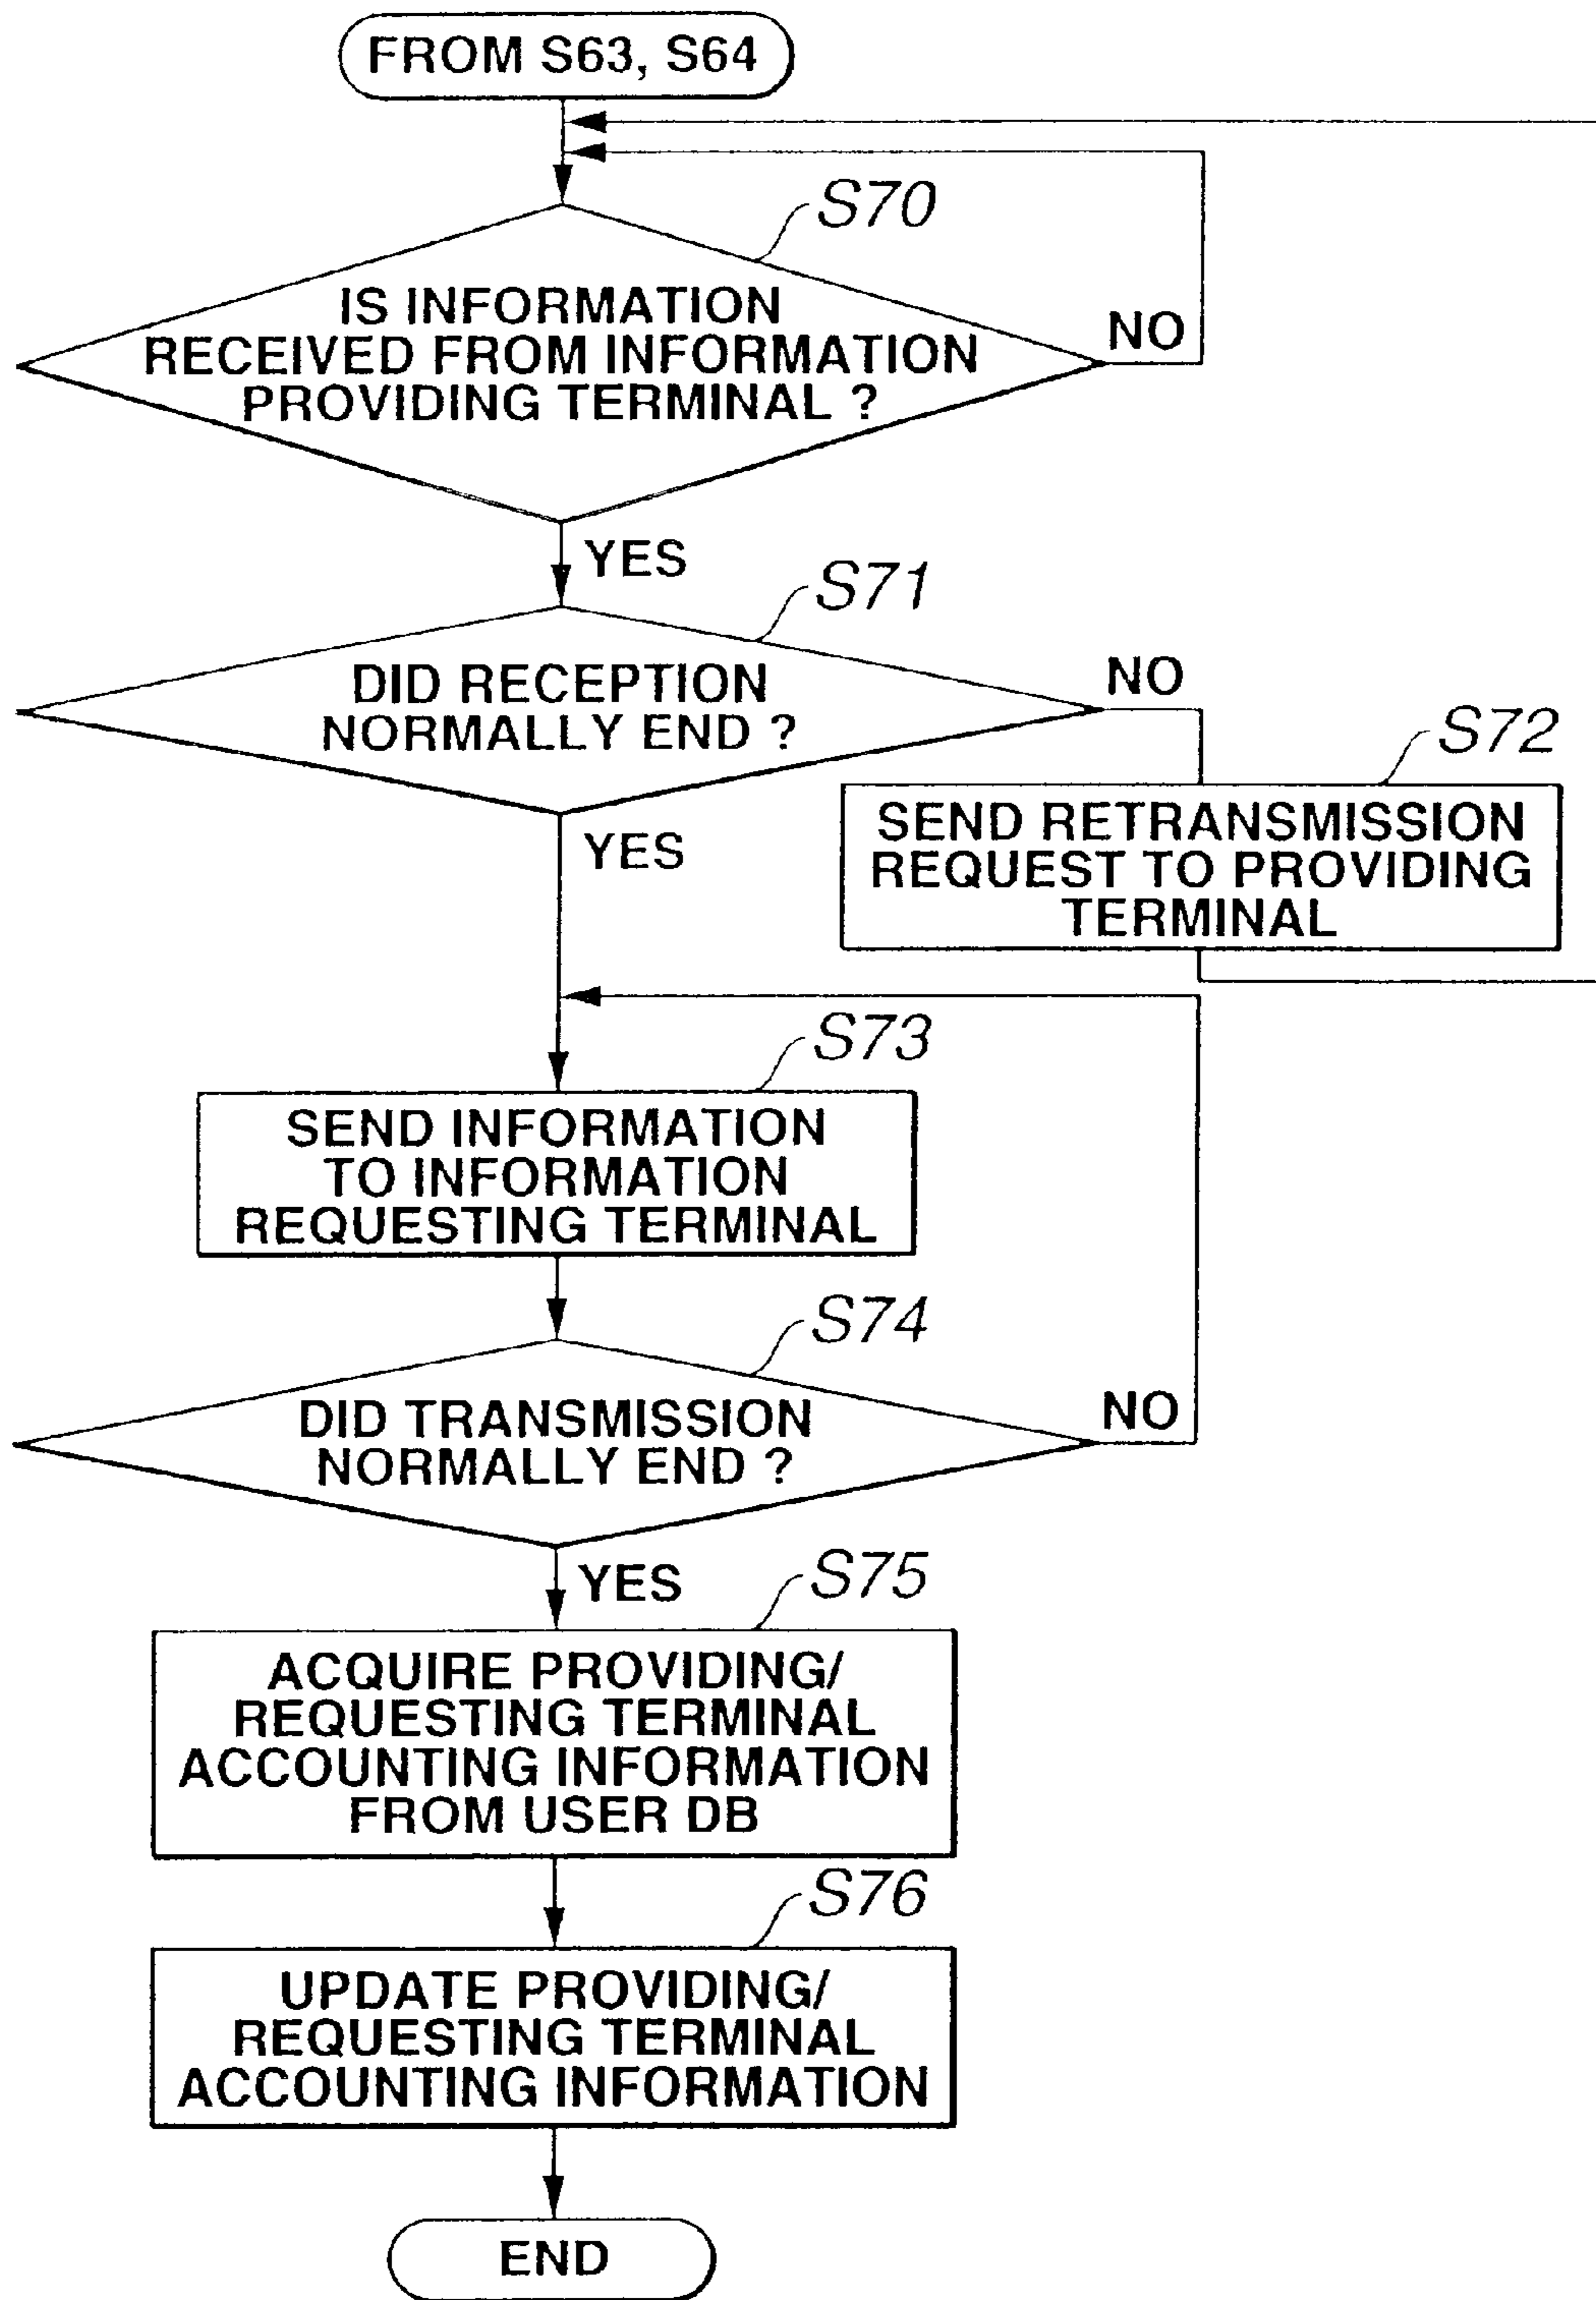 FROM S63, S64
S70
IS INFORMATION
RECEIVED FROM INFORMATION
PROVIDING TERMINAL ?
NO
YES
S71
DID RECEPTION
NORMALLY END ?
NO
YES
S72
SEND RETRANSMISSION
REQUEST TO PROVIDING
TERMINAL
S73
SEND INFORMATION
TO INFORMATION
REQUESTING TERMINAL
S74
DID TRANSMISSION
NORMALLY END ?
NO
YES
S75
ACQUIRE PROVIDING/
REQUESTING TERMINAL
ACCOUNTING INFORMATION
FROM USER DB
S76
UPDATE PROVIDING/
REQUESTING TERMINAL
ACCOUNTING INFORMATION
END